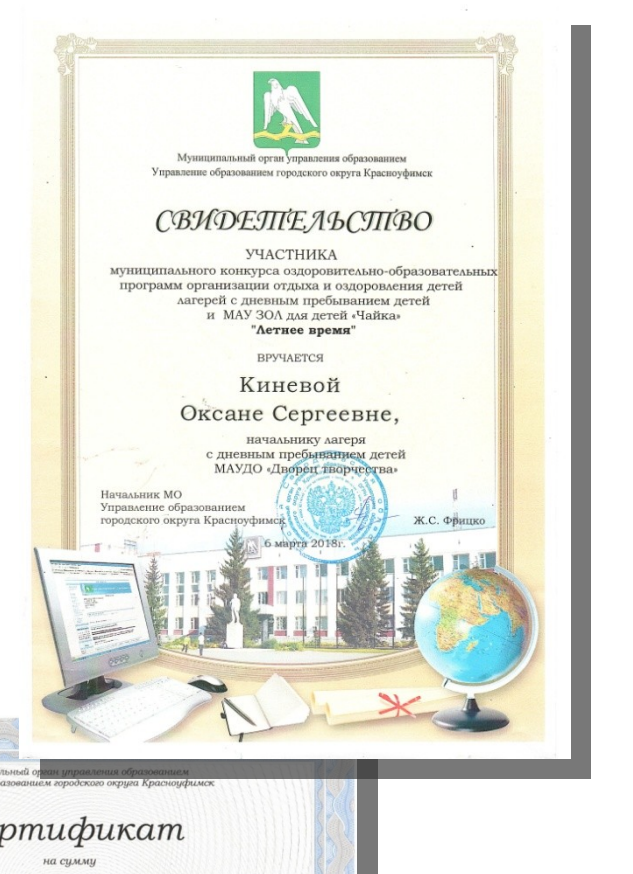 Муниципальный орган управления образованием
Управление образованием городского округа Красноуфимск
СВИДЕТЕЛЬСТВО
УЧАСТНИКА
муниципального конкурса оздоровительно-образовательных
программ организации отдыха и оздоровления детей
лагерей с дневным пребыванием детей
и МАУ ЗОЛ для детей «Чайка»
"Летнее время"
ВРУЧАЕТСЯ
Киневой
Оксане Сергеевне,
начальнику лагеря
с дневным пребыванием детей
МАУДО «Дворец творчества»
Начальник МО
Управление образованием
городского округа Красноуфимск
Ж.С. Фрицко
6 марта 2018г.
льный орган управления образованием
азованием городского округа Красноуфимск
ртификат
на сумму